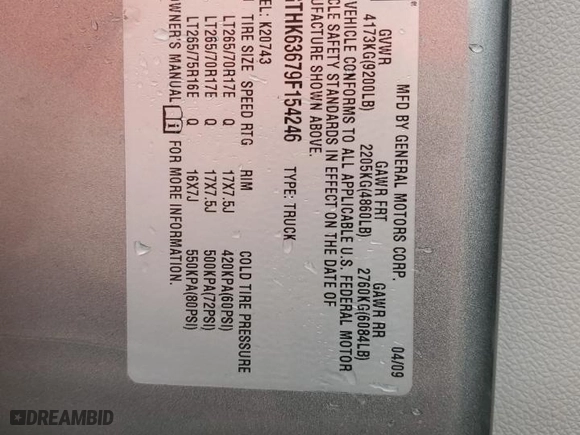 MFD BY GENERAL MOTORS CORP. 04/09
GVWR GAWR FRT GAWR RR
4173KG(9200LB) 2205KG(4860LB) 2760KG(6084LB)
VEHICLE CONFORMS TO ALL APPLICABLE U.S. FEDERAL MOTOR
SAFETY STANDARDS IN EFFECT ON THE DATE OF
SHOWN ABOVE.
THK63679F154246 TYPE: TRUCK
K20743
TIRE SIZE SPEED RTG RIM COLD TIRE PRESSURE
LT265/70R17E Q 17X7.5J 420KPA(60PSI)
LT265/70R17E Q 17X7.5J 500KPA(72PSI)
LT265/75R16E Q 16X7J 550KPA(80PSI)
OWNER'S MANUAL FOR MORE INFORMATION.
DREAMBID